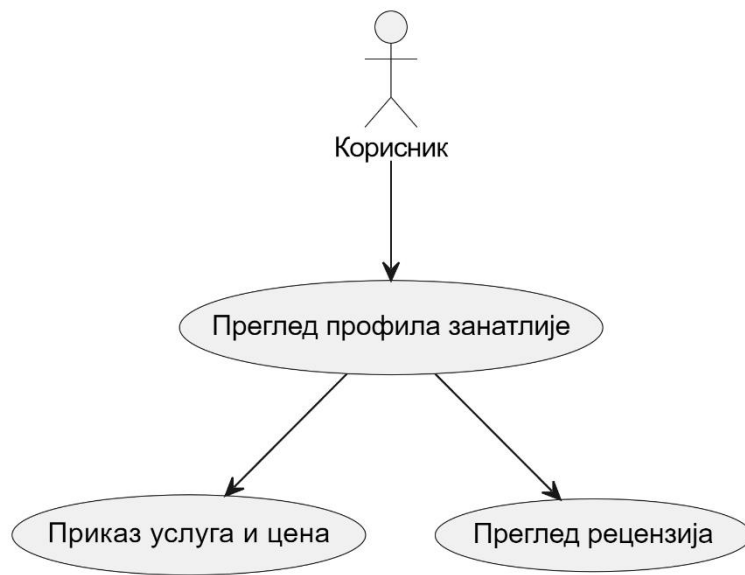 Корисник
Преглед профила занатлије
Приказ услуга и цена
Преглед рецензија